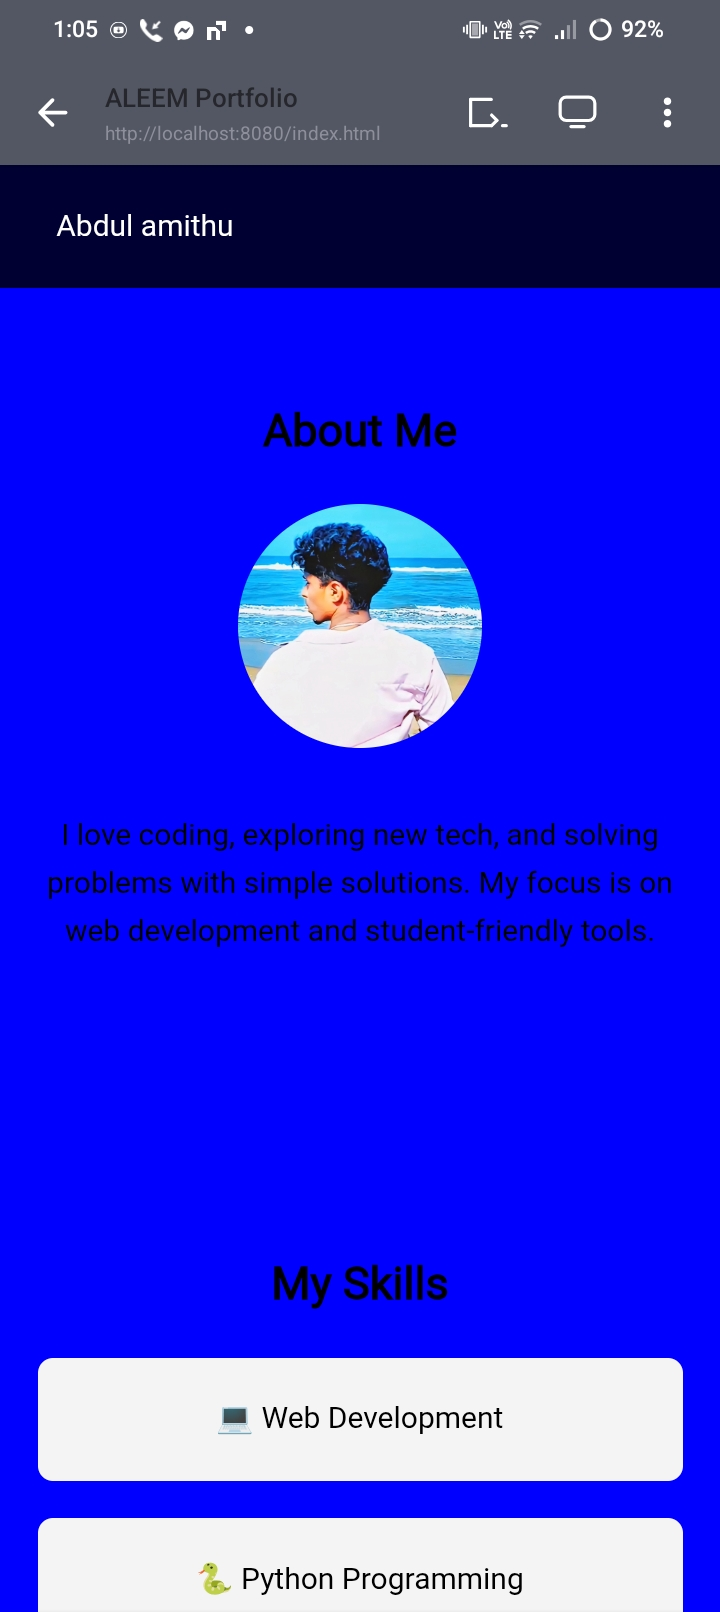 1:05 Vo) LTE 92%
ALEEM Portfolio
http://localhost:8080/index.html
Abdul amithu
About Me
I love coding, exploring new tech, and solving
problems with simple solutions. My focus is on
web development and student-friendly tools.
My Skills
💻 Web Development
🐍 Python Programming